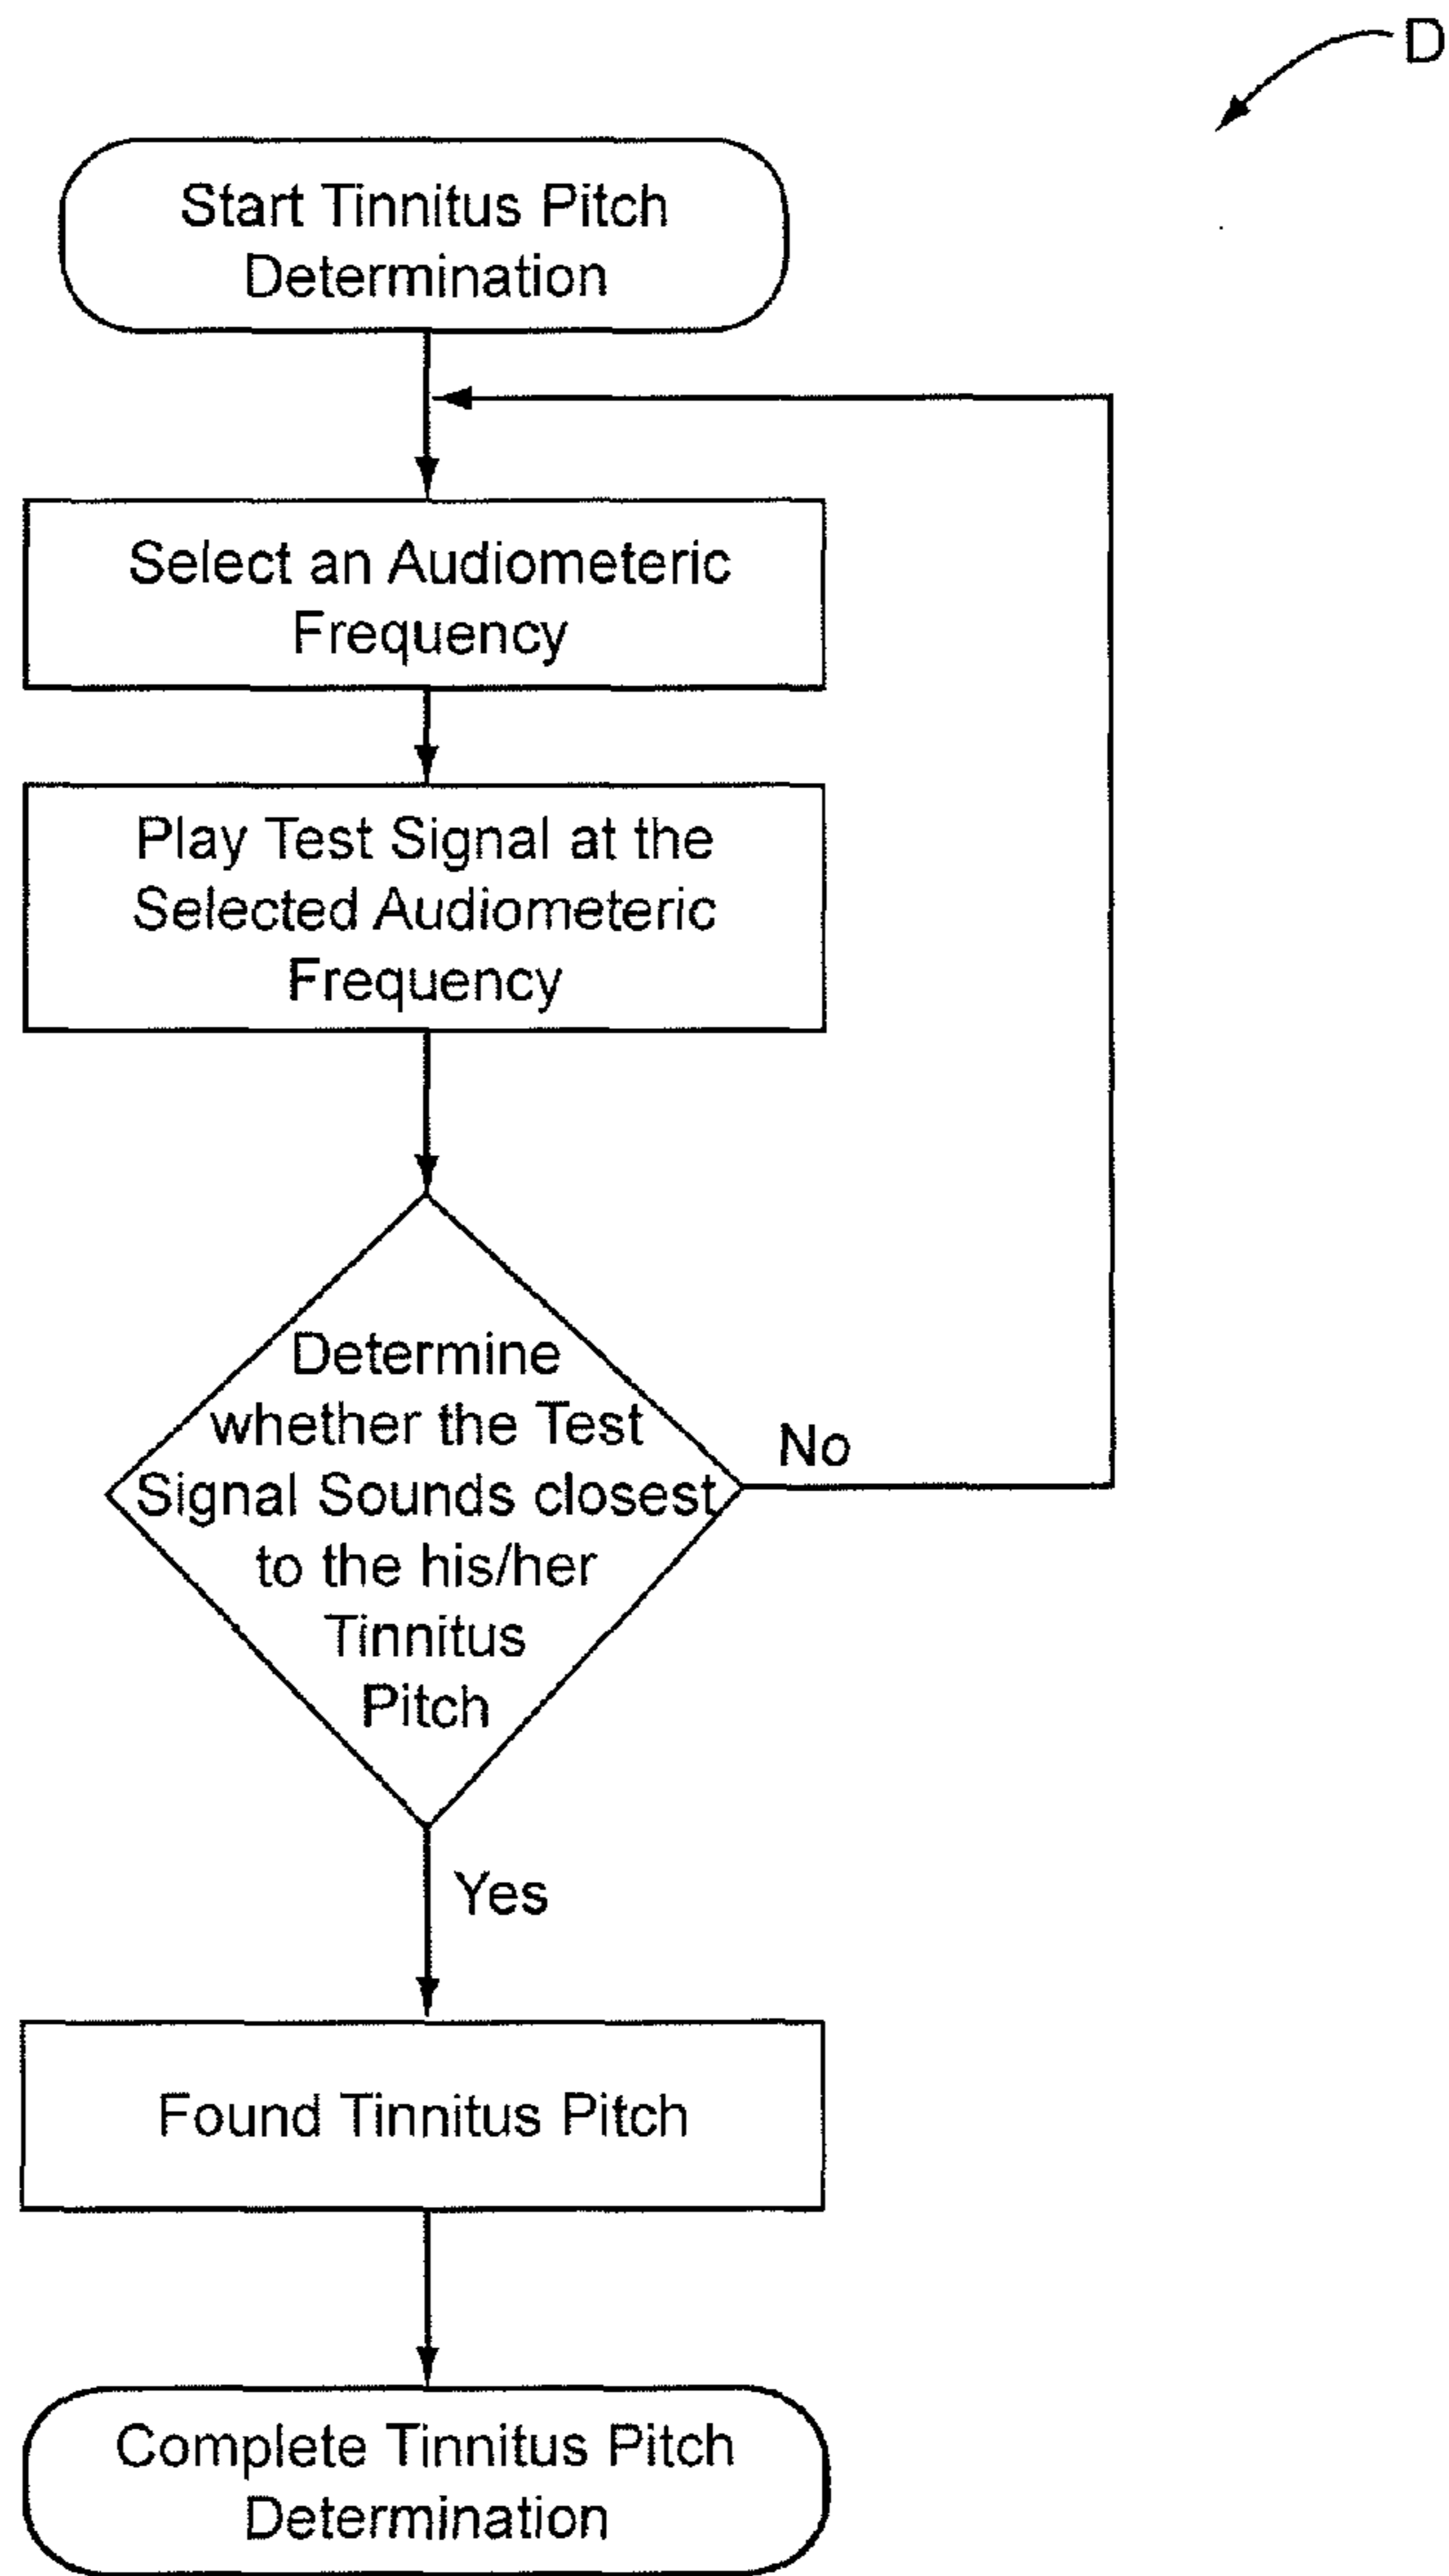 D
Start Tinnitus Pitch
Determination
Select an Audiometeric
Frequency
Play Test Signal at the
Selected Audiometeric
Frequency
Determine
whether the Test
Signal Sounds closest
to the his/her
Tinnitus
Pitch
No
Yes
Found Tinnitus Pitch
Complete Tinnitus Pitch
Determination